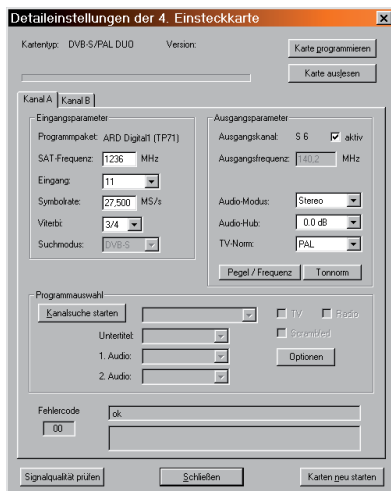 Detaileinstellungen der 4. Einsteckkarte
Kartentyp: DVB-S/PAL DUO Version:
Karte programmieren
Karte auslesen
Kanal A Kanal B
Eingangsparameter
Programmpaket: ARD Digital1 (TP71)
SAT-Frequenz: 1236 MHz
Eingang: 11
Symbolrate: 27,500 MS/s
Viterbi: 3/4
Suchmodus: DVB-S
Ausgangsparameter
Ausgangskanal: S 6 aktiv
Ausgangsfrequenz: 140,2 MHz
Audio-Modus: Stereo
Audio-Hub: 0.0 dB
TV-Norm: PAL
Pegel / Frequenz Tonnorm
Programmauswahl
Kanalsuche starten TV Radio
Untertitel: Scrambled
1. Audio: Optionen
2. Audio:
Fehlercode ok
00
Signalqualität prüfen Schließen Karten neu starten